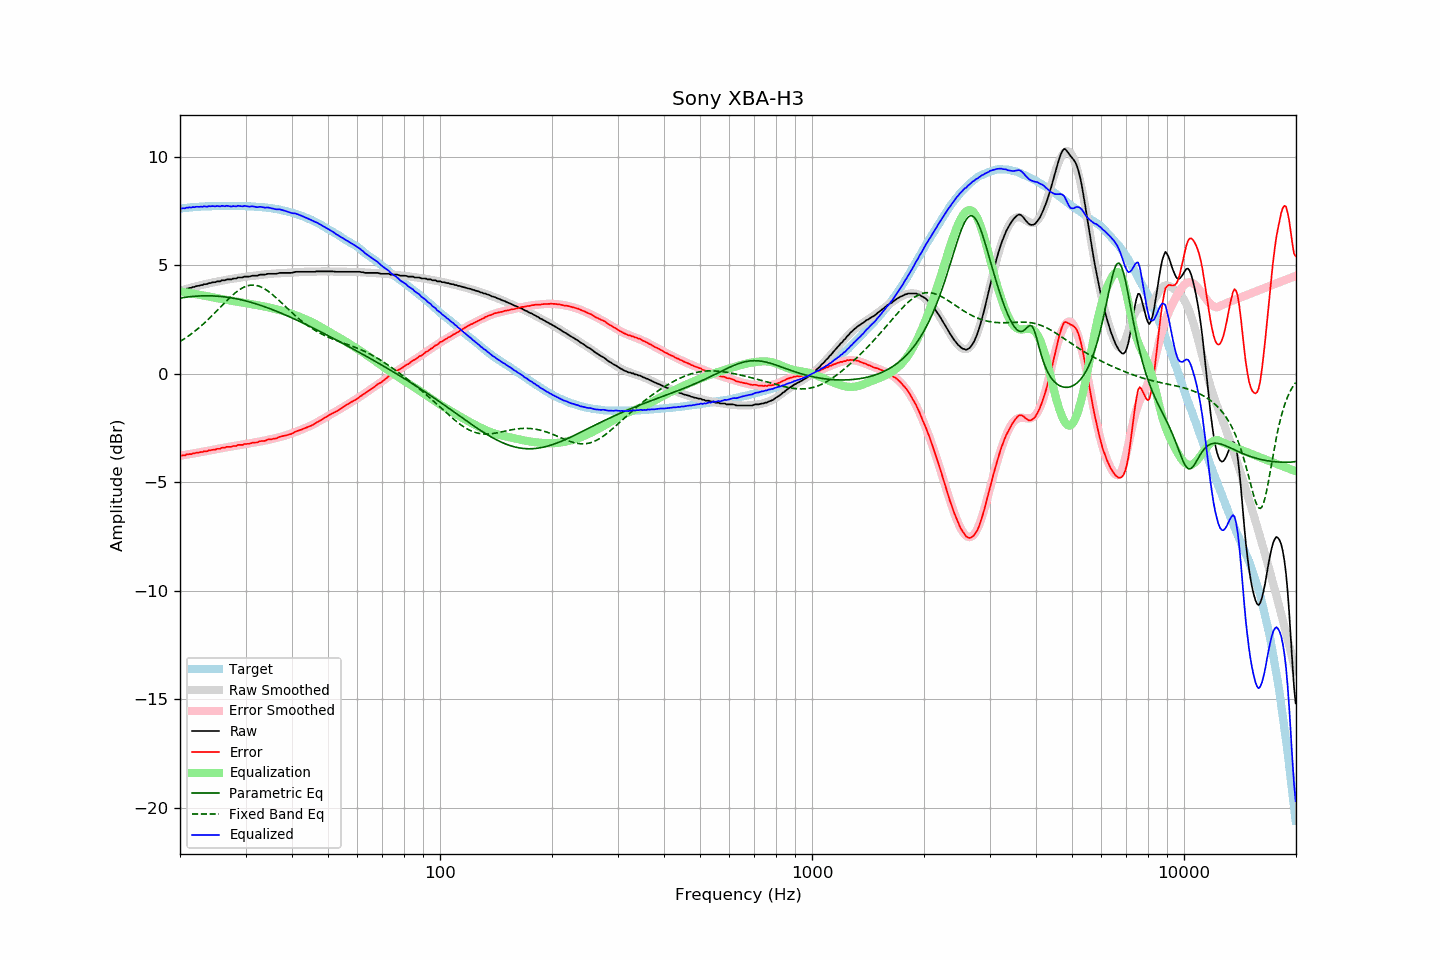 Sony XBA-H3
Amplitude (dBr)
10
5
0
−5
−10
−15
−20
Target
Raw Smoothed
Error Smoothed
Raw
Error
Equalization
Parametric Eq
Fixed Band Eq
Equalized
100
1000
10000
Frequency (Hz)